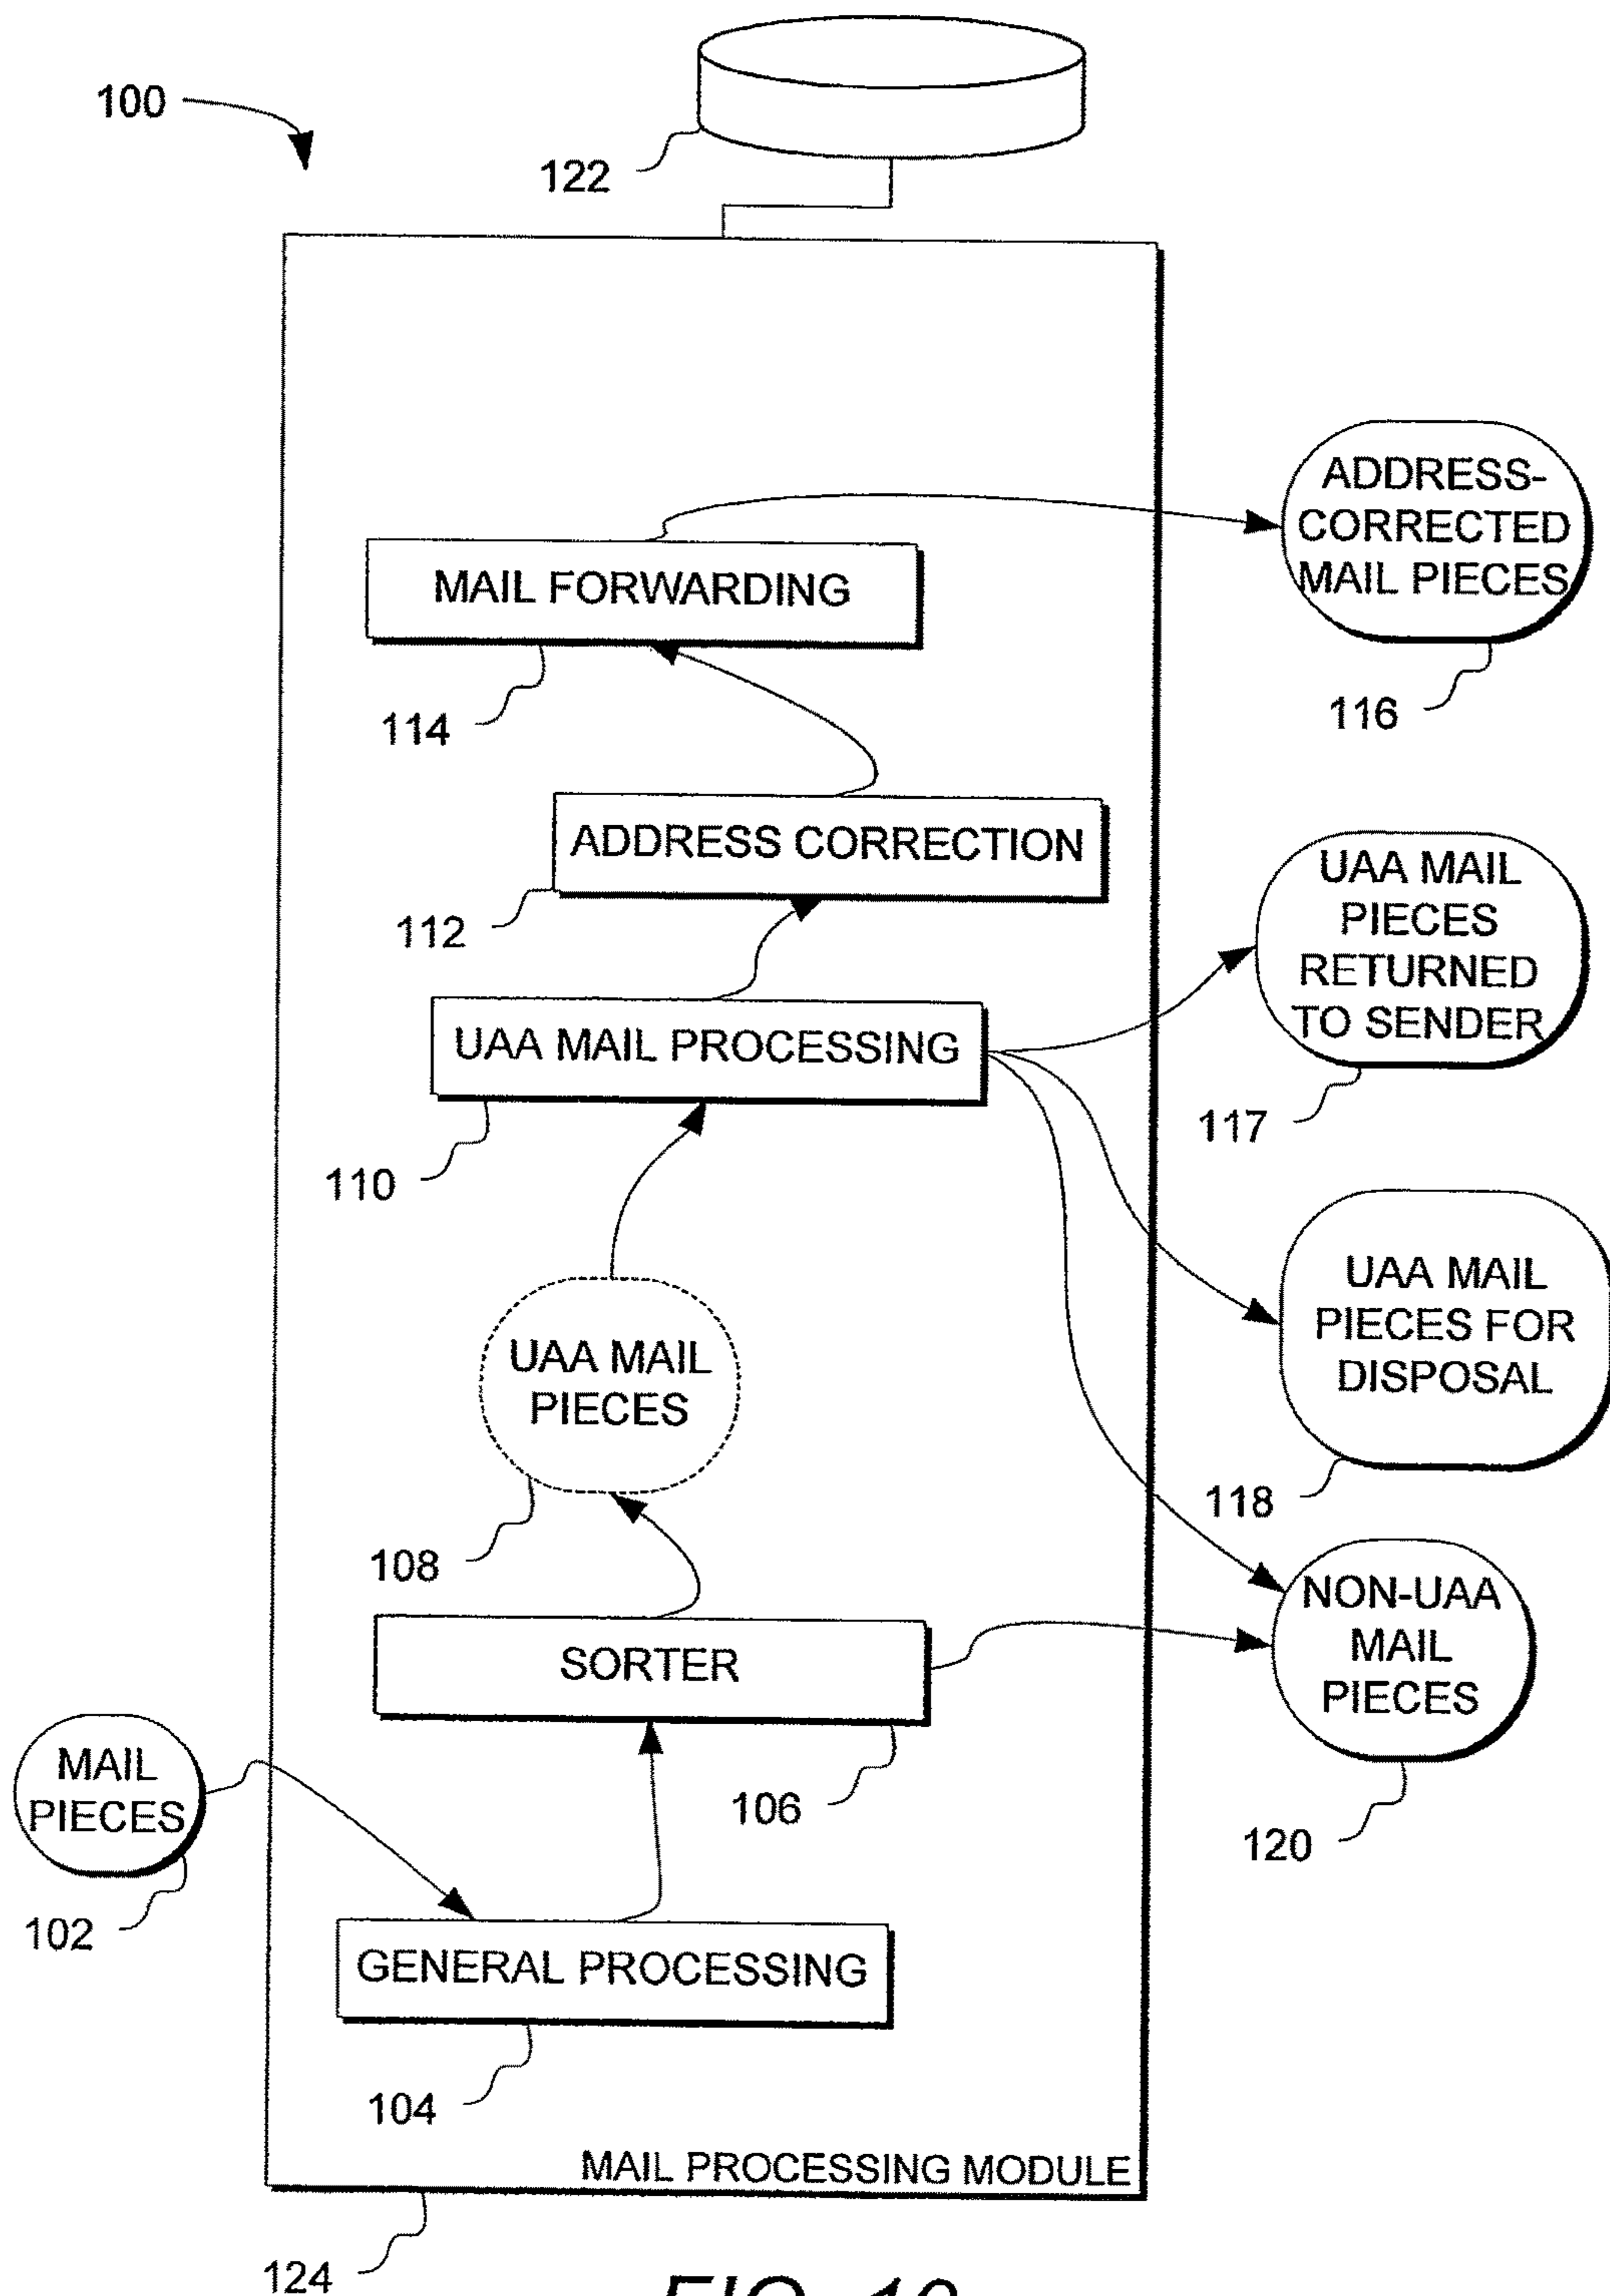 100
122
ADDRESS-
CORRECTED
MAIL PIECES
116
MAIL FORWARDING
114
ADDRESS CORRECTION
112
UAA MAIL
PIECES
RETURNED
TO SENDER
117
UAA MAIL PROCESSING
110
UAA MAIL
PIECES FOR
DISPOSAL
118
UAA MAIL
PIECES
108
NON-UAA
MAIL
PIECES
120
SORTER
106
MAIL
PIECES
102
GENERAL PROCESSING
104
MAIL PROCESSING MODULE
124